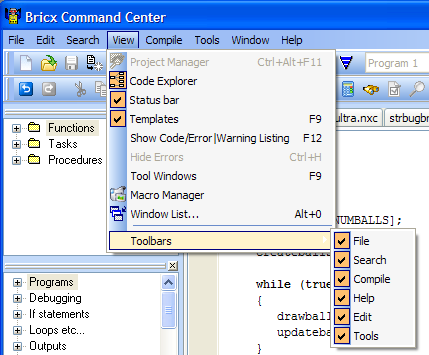 Bricx Command Center
File Edit Search View Compile Tools Window Help
Project Manager Ctrl+Alt+F11
Program 1
Code Explorer
Status bar
Templates F9
ultra.nxc strbugbr
Show Code/Error|Warning Listing F12
Hide Errors Ctrl+H
Tool Windows F9
Macro Manager
Window List... Alt+0
Toolbars
Functions
Tasks
Procedures
NUMBALLS];
File
Search
Compile
Help
Edit
Tools
while (true
{
drawball
updateba
}
Programs
Debugging
If statements
Loops etc...
Outputs